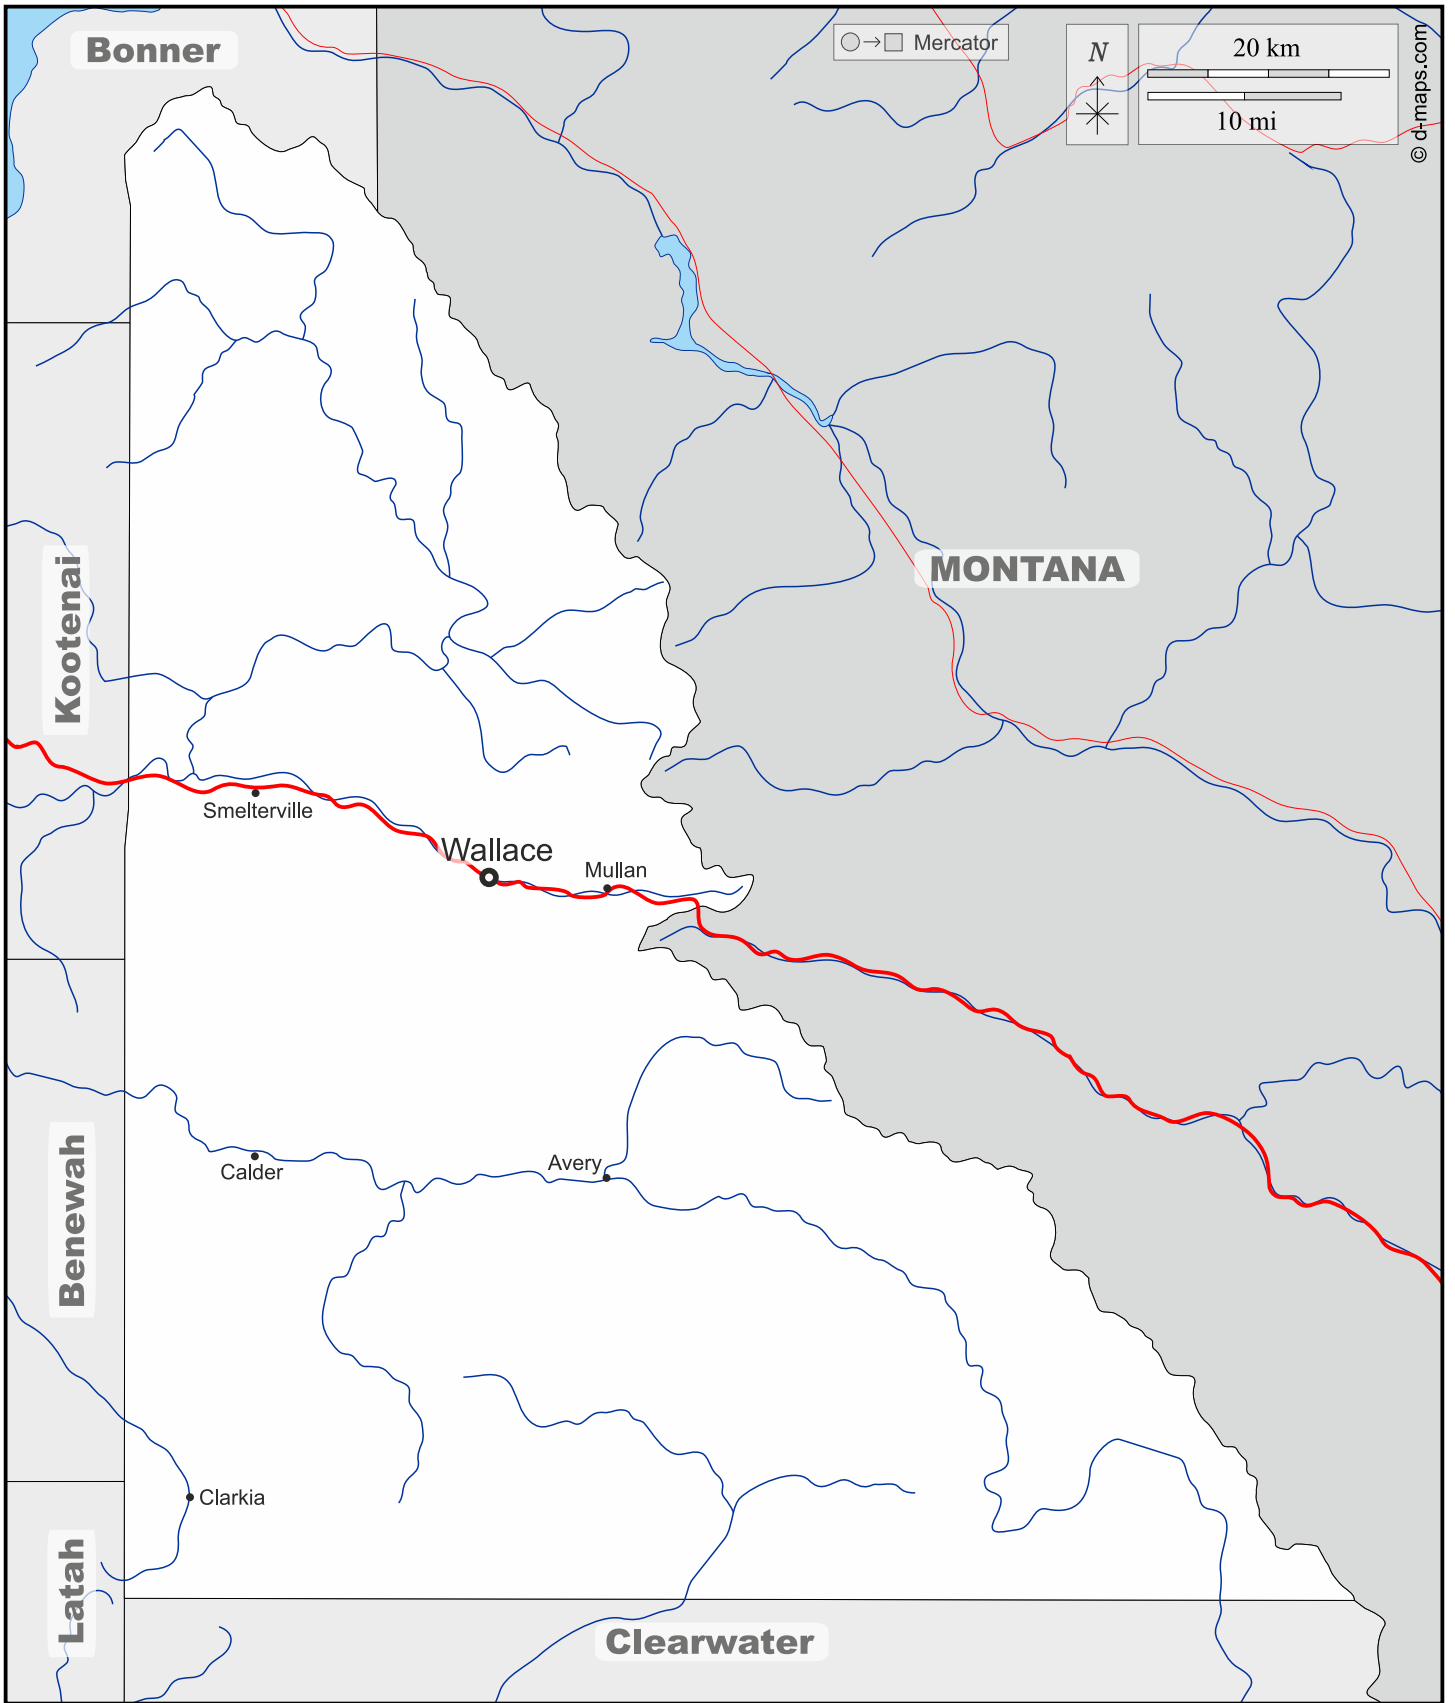 Bonner
Mercator
N
20 km
10 mi
© d-maps.com
Kootenai
MONTANA
Smelterville
Wallace
Mullan
Benewah
Calder
Avery
Clarkia
Latah
Clearwater